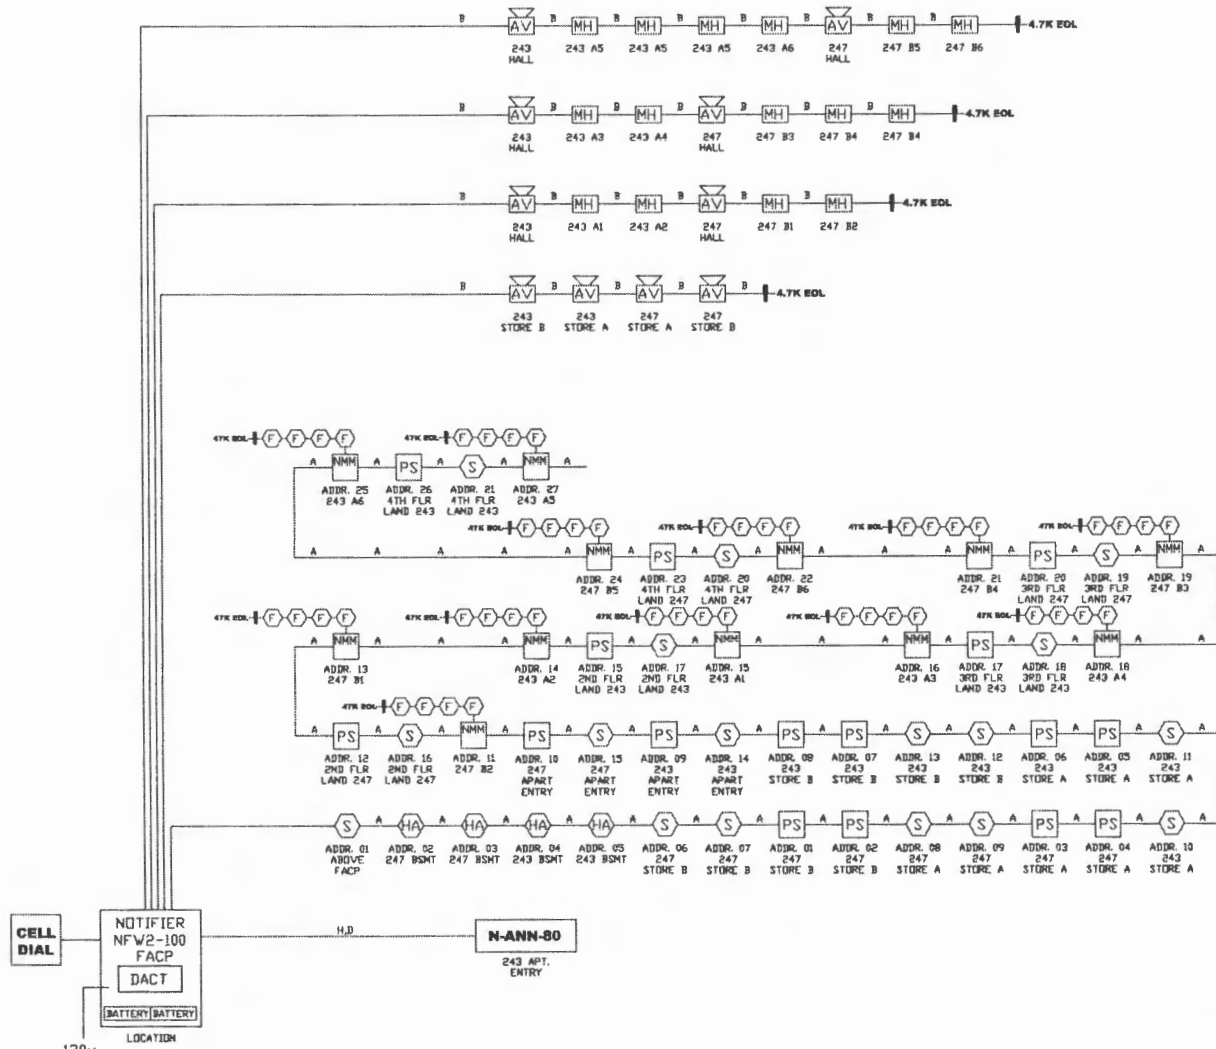 B B B B B B B B
AV MH MH MH MH AV MH MH 4.7K EOL
243 243 A5 243 A5 243 A5 243 A6 247 247 B5 247 B6
HALL HALL
B B B B B B B B
AV MH MH AV MH MH MH 4.7K EOL
243 243 A3 243 A4 247 247 B3 247 B4 247 B4
HALL HALL
B B B B B B
AV MH MH AV MH MH 4.7K EOL
243 243 A1 243 A2 247 247 B1 247 B2
HALL HALL
B B B B B
AV AV AV AV 4.7K EOL
243 243 247 247
STORE B STORE A STORE A STORE B
47K EOL F F F F 47K EOL F F F F
A NMM A PS A S A NMM A
ADDR. 25 ADDR. 26 ADDR. 21 ADDR. 27
243 A6 4TH FLR 4TH FLR 243 A5
LAND 243 LAND 243
47K EOL F F F F 47K EOL F F F F 47K EOL F F F F 47K EOL F F F F
A A A A A NMM A PS A S A NMM A A A NMM A PS A S A NMM A
ADDR. 24 ADDR. 23 ADDR. 20 ADDR. 22 ADDR. 21 ADDR. 20 ADDR. 19 ADDR. 19
247 B5 4TH FLR 4TH FLR 247 B6 247 B4 3RD FLR 3RD FLR 247 B3
LAND 247 LAND 247 LAND 247 LAND 247
47K EOL F F F F 47K EOL F F F F 47K EOL F F F F 47K EOL F F F F 47K EOL F F F F
A NMM A A A NMM A PS A S A NMM A A A NMM A PS A S A NMM A A
ADDR. 13 ADDR. 14 ADDR. 15 ADDR. 17 ADDR. 15 ADDR. 16 ADDR. 17 ADDR. 18 ADDR. 18
247 B1 243 A2 2ND FLR 2ND FLR 243 A1 243 A3 3RD FLR 3RD FLR 243 A4
LAND 243 LAND 243 LAND 243 LAND 243
47K EOL F F F F
A PS A S A NMM A PS A S A PS A S A PS A PS A S A S A PS A PS A S A
ADDR. 12 ADDR. 16 ADDR. 11 ADDR. 10 ADDR. 15 ADDR. 09 ADDR. 14 ADDR. 08 ADDR. 07 ADDR. 13 ADDR. 12 ADDR. 06 ADDR. 05 ADDR. 11
2ND FLR 2ND FLR 247 B2 247 247 243 243 243 243 243 243 243 243 243
LAND 247 LAND 247 APART APART APART APART STORE B STORE B STORE B STORE B STORE A STORE A STORE A
ENTRY ENTRY ENTRY ENTRY
S A HA A HA A HA A HA A S A S A PS A PS A S A S A PS A PS A S A
ADDR. 01 ADDR. 02 ADDR. 03 ADDR. 04 ADDR. 05 ADDR. 06 ADDR. 07 ADDR. 01 ADDR. 02 ADDR. 08 ADDR. 09 ADDR. 03 ADDR. 04 ADDR. 10
ABOVE 247 BSMT 247 BSMT 243 BSMT 243 BSMT 247 247 247 247 247 247 247 247 243
FACP STORE B STORE B STORE B STORE B STORE A STORE A STORE A STORE A STORE A
CELL
DIAL
NOTIFIER
NFW2-100
FACP
DACT
BATTERY BATTERY
LOCATION
H,D
N-ANN-80
243 APT.
ENTRY